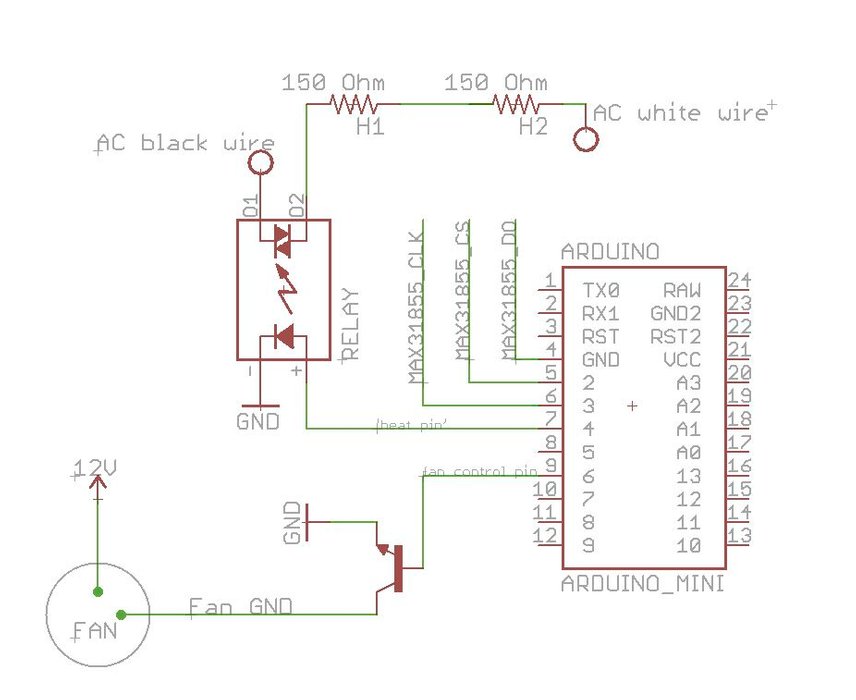 150 Ohm
150 Ohm
H1
H2
AC white wire
AC black wire
O1
O2
RELAY
-
+
GND
MAX31855_CLK
MAX31855_CS
MAX31855_DO
ARDUINO
1 TX0 RAW 24
2 RX1 GND2 23
3 RST RST2 22
4 GND VCC 21
5 2 A3 20
6 3 A2 19
7 4 A1 18
8 5 A0 17
9 6 13 16
10 7 12 15
11 8 11 14
12 9 10 13
ARDUINO_MINI
'heat pin'
fan control pin
12V
GND
Fan GND
FAN